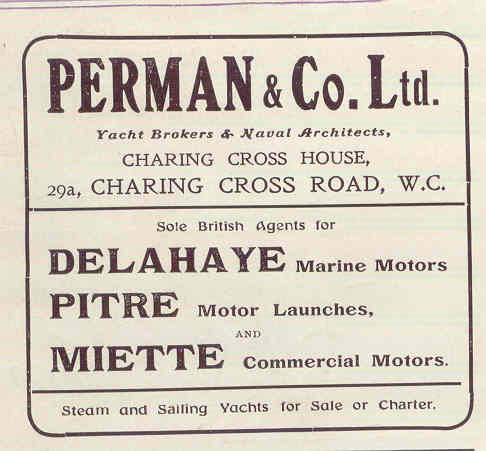 PERMAN & Co. Ltd.
Yacht Brokers & Naval Architects,
CHARING CROSS HOUSE,
29a, CHARING CROSS ROAD, W.C.
Sole British Agents for
DELAHAYE Marine Motors
PITRE Motor Launches,
AND
MIETTE Commercial Motors.
Steam and Sailing Yachts for Sale or Charter.